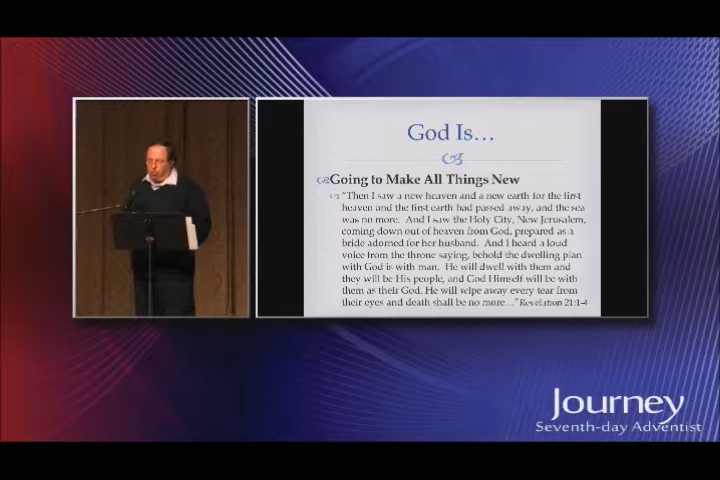 God Is...
Going to Make All Things New
"Then I saw a new heaven and a new earth for the first
heaven and the first earth had passed away, and the sea
was no more. And I saw the Holy City, New Jerusalem,
coming down out of heaven from God, prepared as a
bride adorned for her husband. And I heard a loud
voice from the throne saying, behold the dwelling plan
with God is with man. He will dwell with them and
they will be His people, and God Himself will be with
them as their God. He will wipe away every tear from
their eyes and death shall be no more..." Revelation 21:1-4
Journey
Seventh-day Adventist